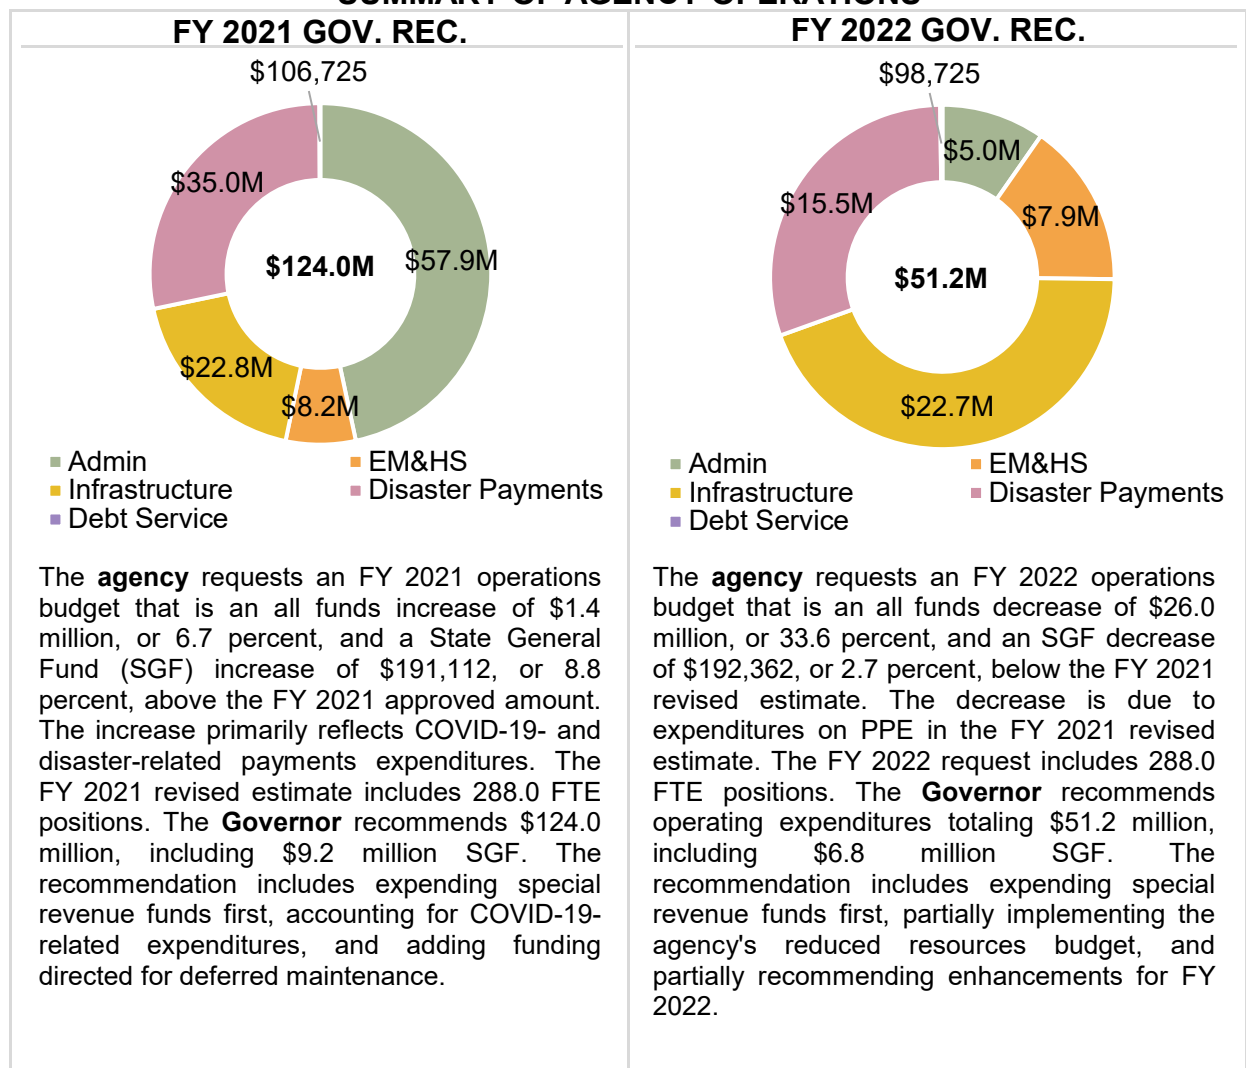 SUMMARY OF AGENCY OPERATIONS
FY 2021 GOV. REC.
$106,725
$35.0M
$124.0M
$57.9M
$22.8M
$8.2M
Admin
EM&HS
Infrastructure
Disaster Payments
Debt Service
The agency requests an FY 2021 operations
budget that is an all funds increase of $1.4
million, or 6.7 percent, and a State General
Fund (SGF) increase of $191,112, or 8.8
percent, above the FY 2021 approved amount.
The increase primarily reflects COVID-19- and
disaster-related payments expenditures. The
FY 2021 revised estimate includes 288.0 FTE
positions. The Governor recommends $124.0
million, including $9.2 million SGF. The
recommendation includes expending special
revenue funds first, accounting for COVID-19-
related expenditures, and adding funding
directed for deferred maintenance.
FY 2022 GOV. REC.
$98,725
$5.0M
$15.5M
$7.9M
$51.2M
$22.7M
Admin
EM&HS
Infrastructure
Disaster Payments
Debt Service
The agency requests an FY 2022 operations
budget that is an all funds decrease of $26.0
million, or 33.6 percent, and an SGF decrease
of $192,362, or 2.7 percent, below the FY 2021
revised estimate. The decrease is due to
expenditures on PPE in the FY 2021 revised
estimate. The FY 2022 request includes 288.0
FTE positions. The Governor recommends
operating expenditures totaling $51.2 million,
including $6.8 million SGF. The
recommendation includes expending special
revenue funds first, partially implementing the
agency's reduced resources budget, and
partially recommending enhancements for FY
2022.